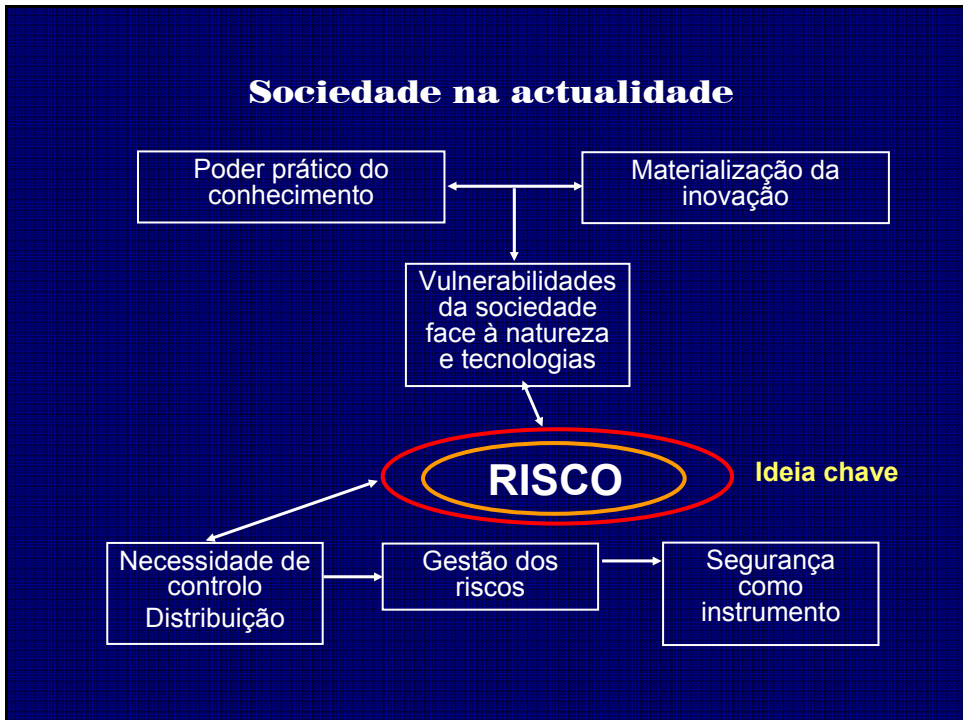 Sociedade na actualidade
Poder prático do
conhecimento
Materialização da
inovação
Vulnerabilidades
da sociedade
face à natureza
e tecnologias
RISCO
Ideia chave
Necessidade de
controlo
Distribuição
Gestão dos
riscos
Segurança
como
instrumento